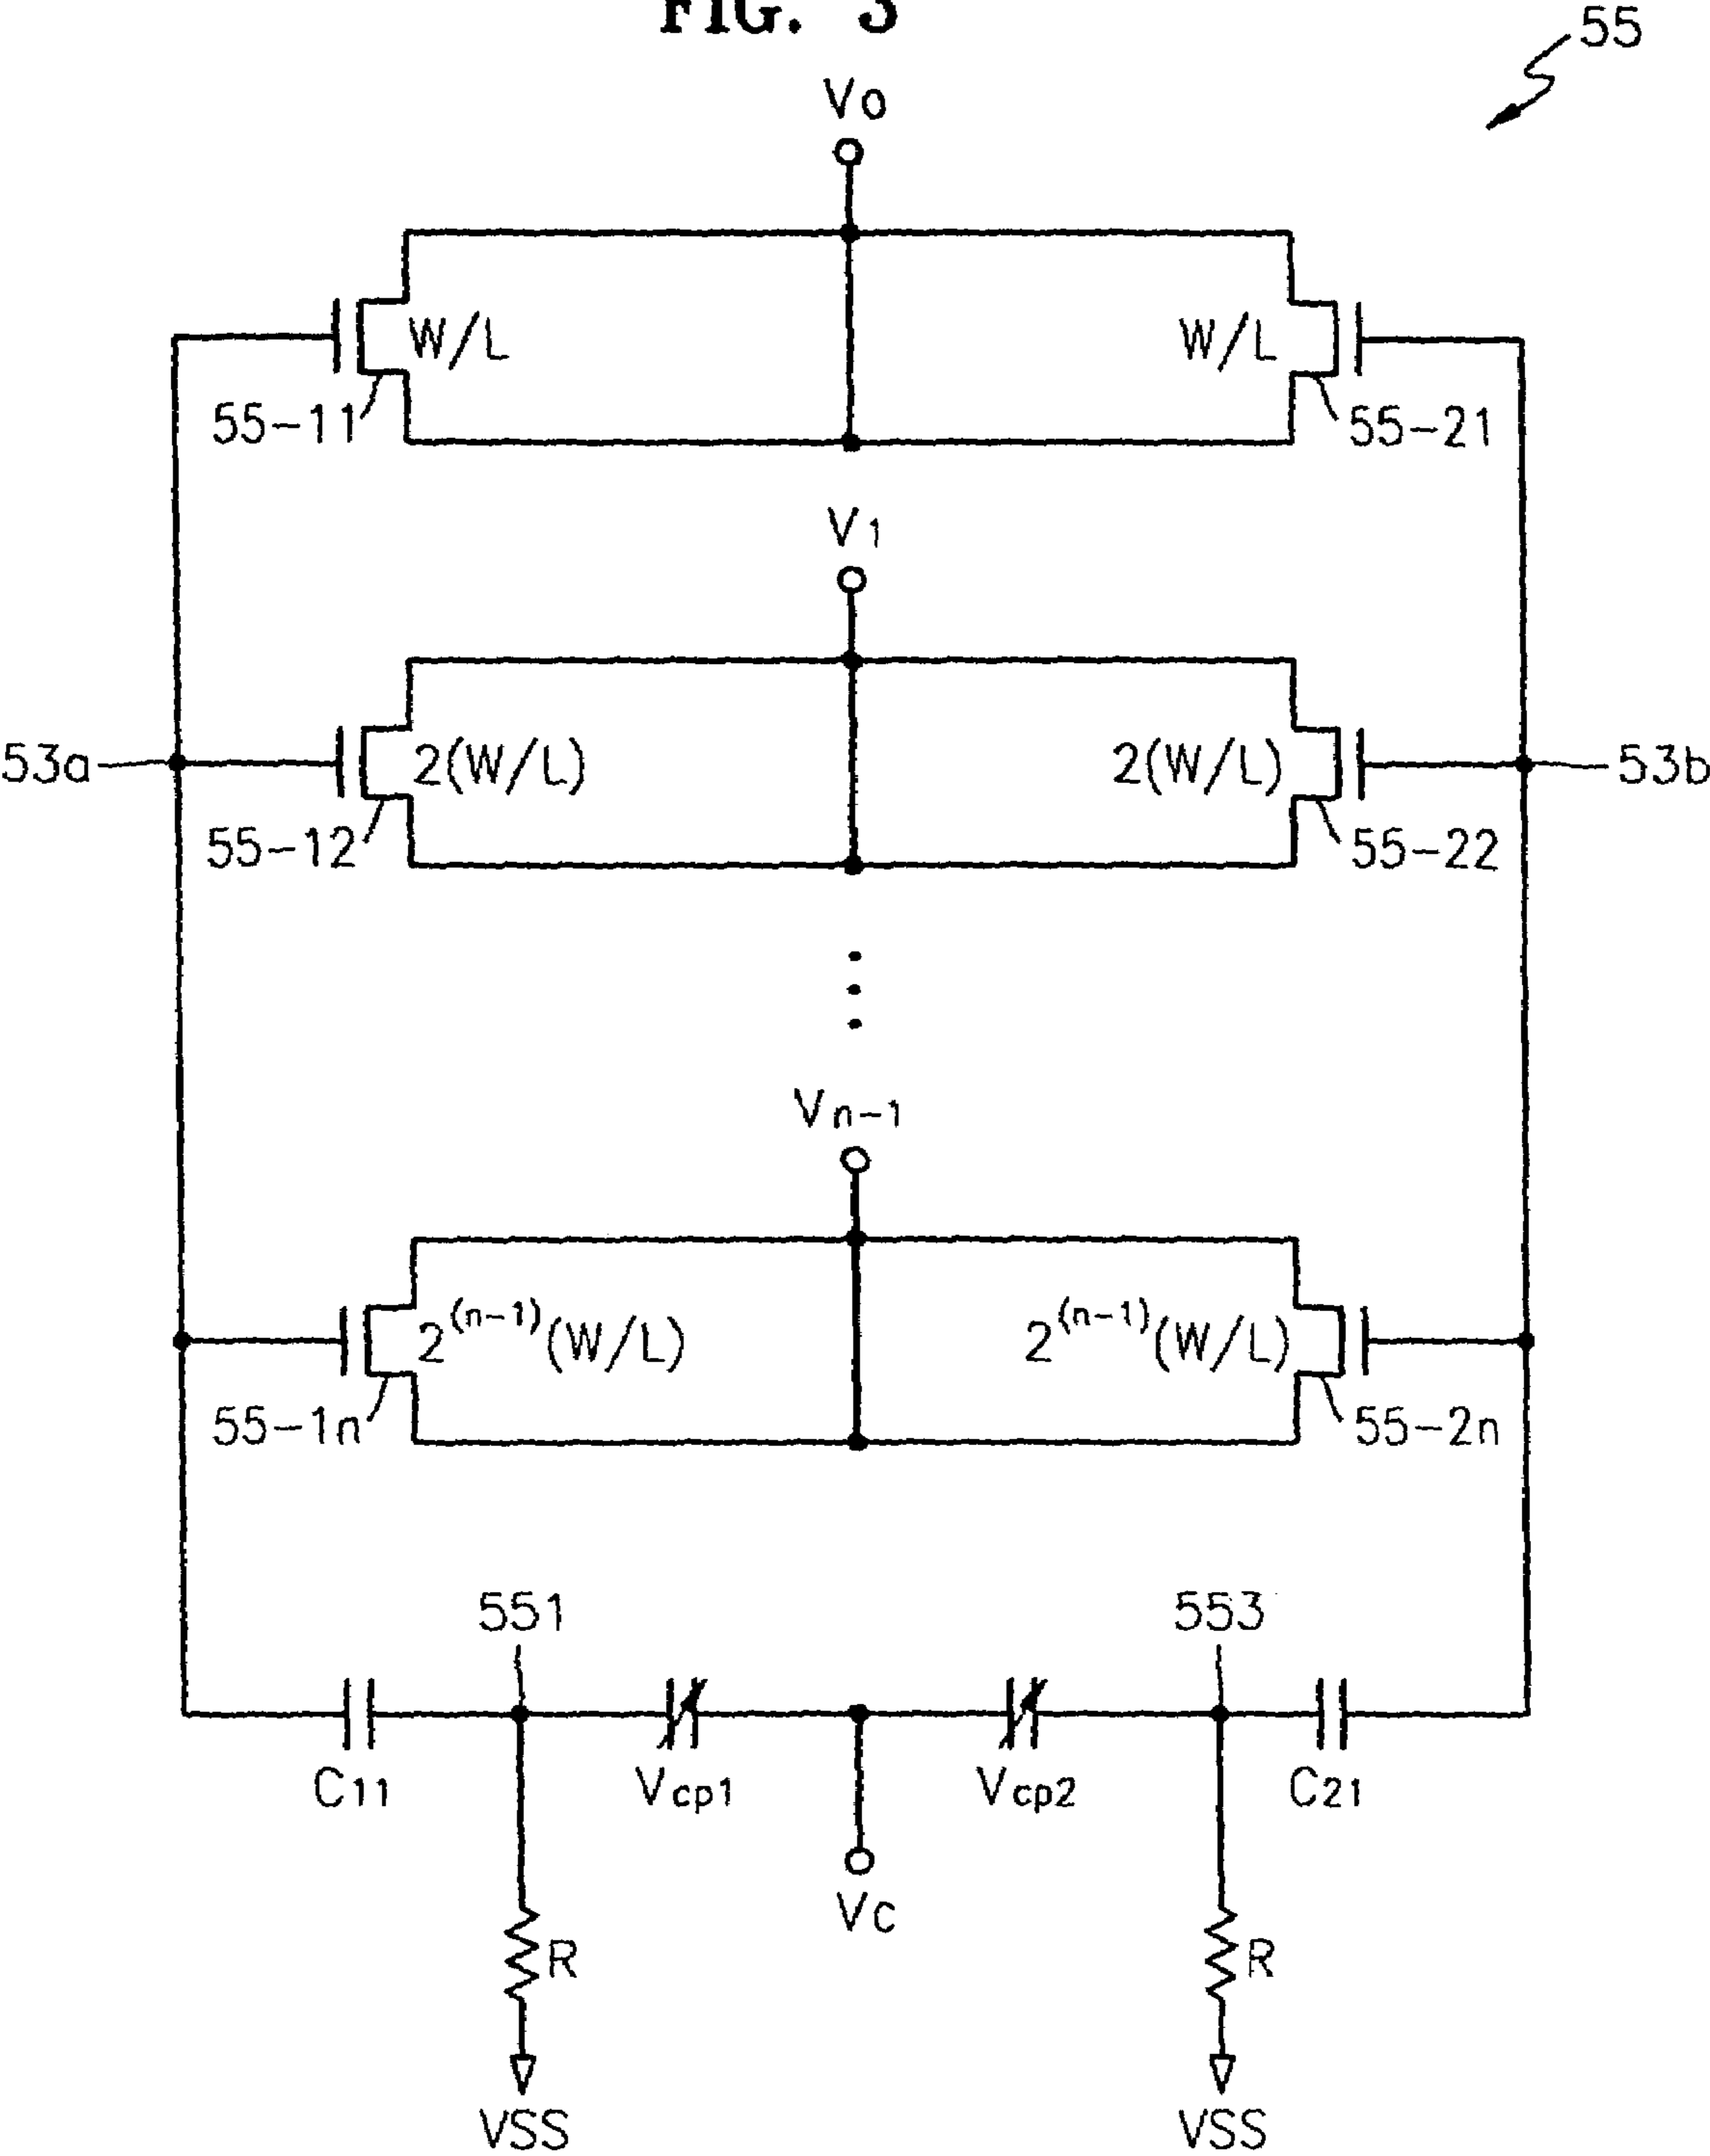 FIG. 3
55
Vo
W/L W/L
55-11 55-21
V1
53a 2(W/L) 2(W/L) 53b
55-12 55-22
Vn-1
2(n-1)(W/L) 2(n-1)(W/L)
55-1n 55-2n
551 553
C11 Vcp1 Vcp2 C21
Vc
R R
VSS VSS